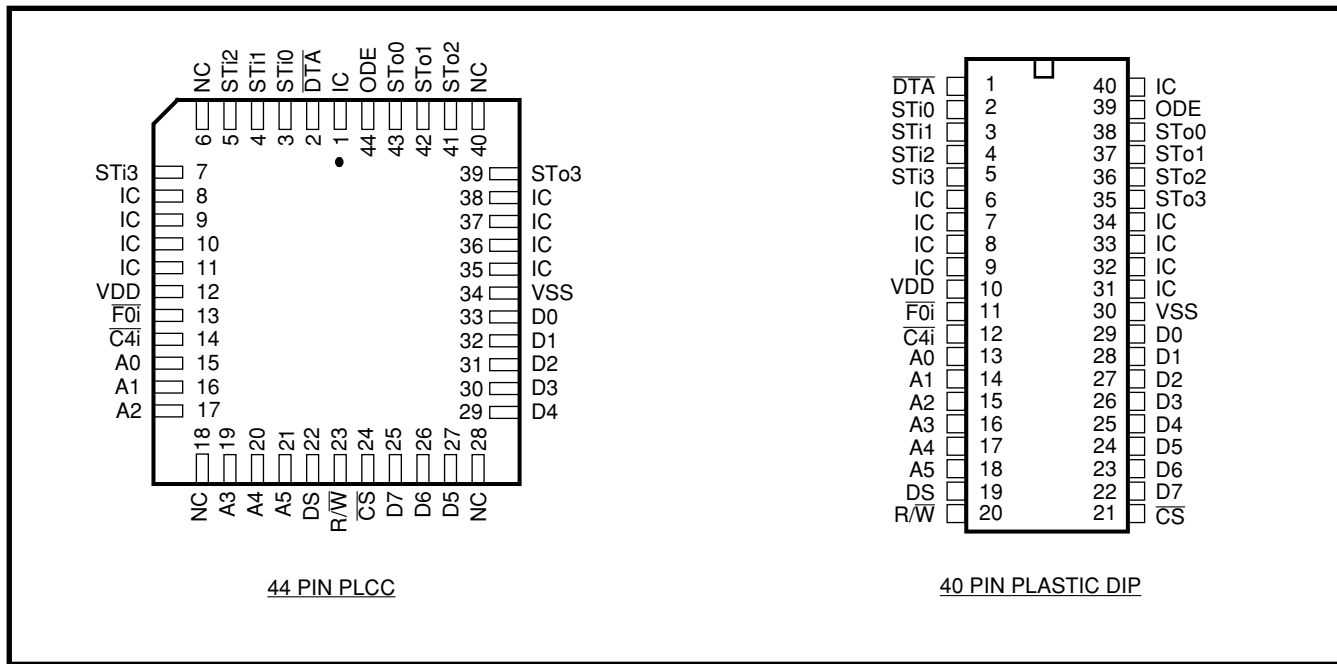 NC STi2 STi1 STi0 D̅T̅A̅ IC ODE STo0 STo1 STo2 NC
6 5 4 3 2 1 44 43 42 41 40
STi3 7 39 STo3
IC 8 38 IC
IC 9 37 IC
IC 10 36 IC
IC 11 35 IC
VDD 12 34 VSS
F̅0̅i̅ 13 33 D0
C̅4̅i̅ 14 32 D1
A0 15 31 D2
A1 16 30 D3
A2 17 29 D4
18 19 20 21 22 23 24 25 26 27 28
NC A3 A4 A5 DS R/W̅ C̅S̅ D7 D6 D5 NC
44 PIN PLCC
D̅T̅A̅ 1 40 IC
STi0 2 39 ODE
STi1 3 38 STo0
STi2 4 37 STo1
STi3 5 36 STo2
IC 6 35 STo3
IC 7 34 IC
IC 8 33 IC
IC 9 32 IC
VDD 10 31 IC
F̅0̅i̅ 11 30 VSS
C̅4̅i̅ 12 29 D0
A0 13 28 D1
A1 14 27 D2
A2 15 26 D3
A3 16 25 D4
A4 17 24 D5
A5 18 23 D6
DS 19 22 D7
R/W̅ 20 21 C̅S̅
40 PIN PLASTIC DIP